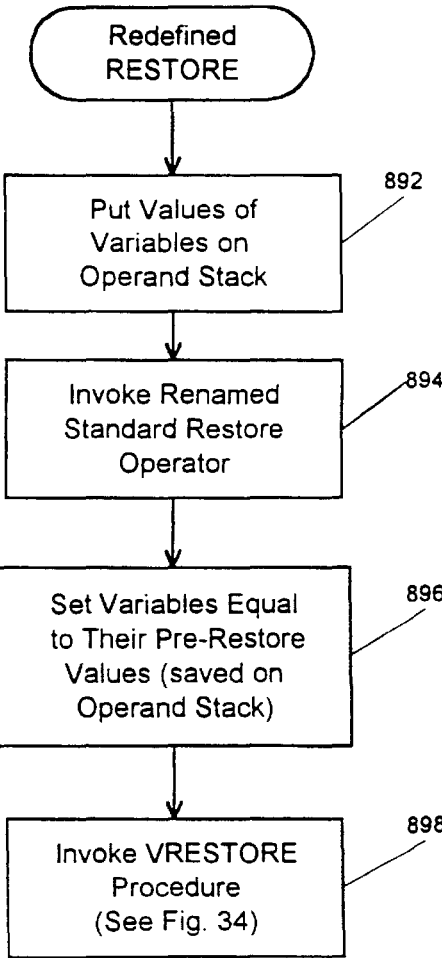 Redefined
RESTORE
892
Put Values of
Variables on
Operand Stack
894
Invoke Renamed
Standard Restore
Operator
896
Set Variables Equal
to Their Pre-Restore
Values (saved on
Operand Stack)
898
Invoke VRESTORE
Procedure
(See Fig. 34)